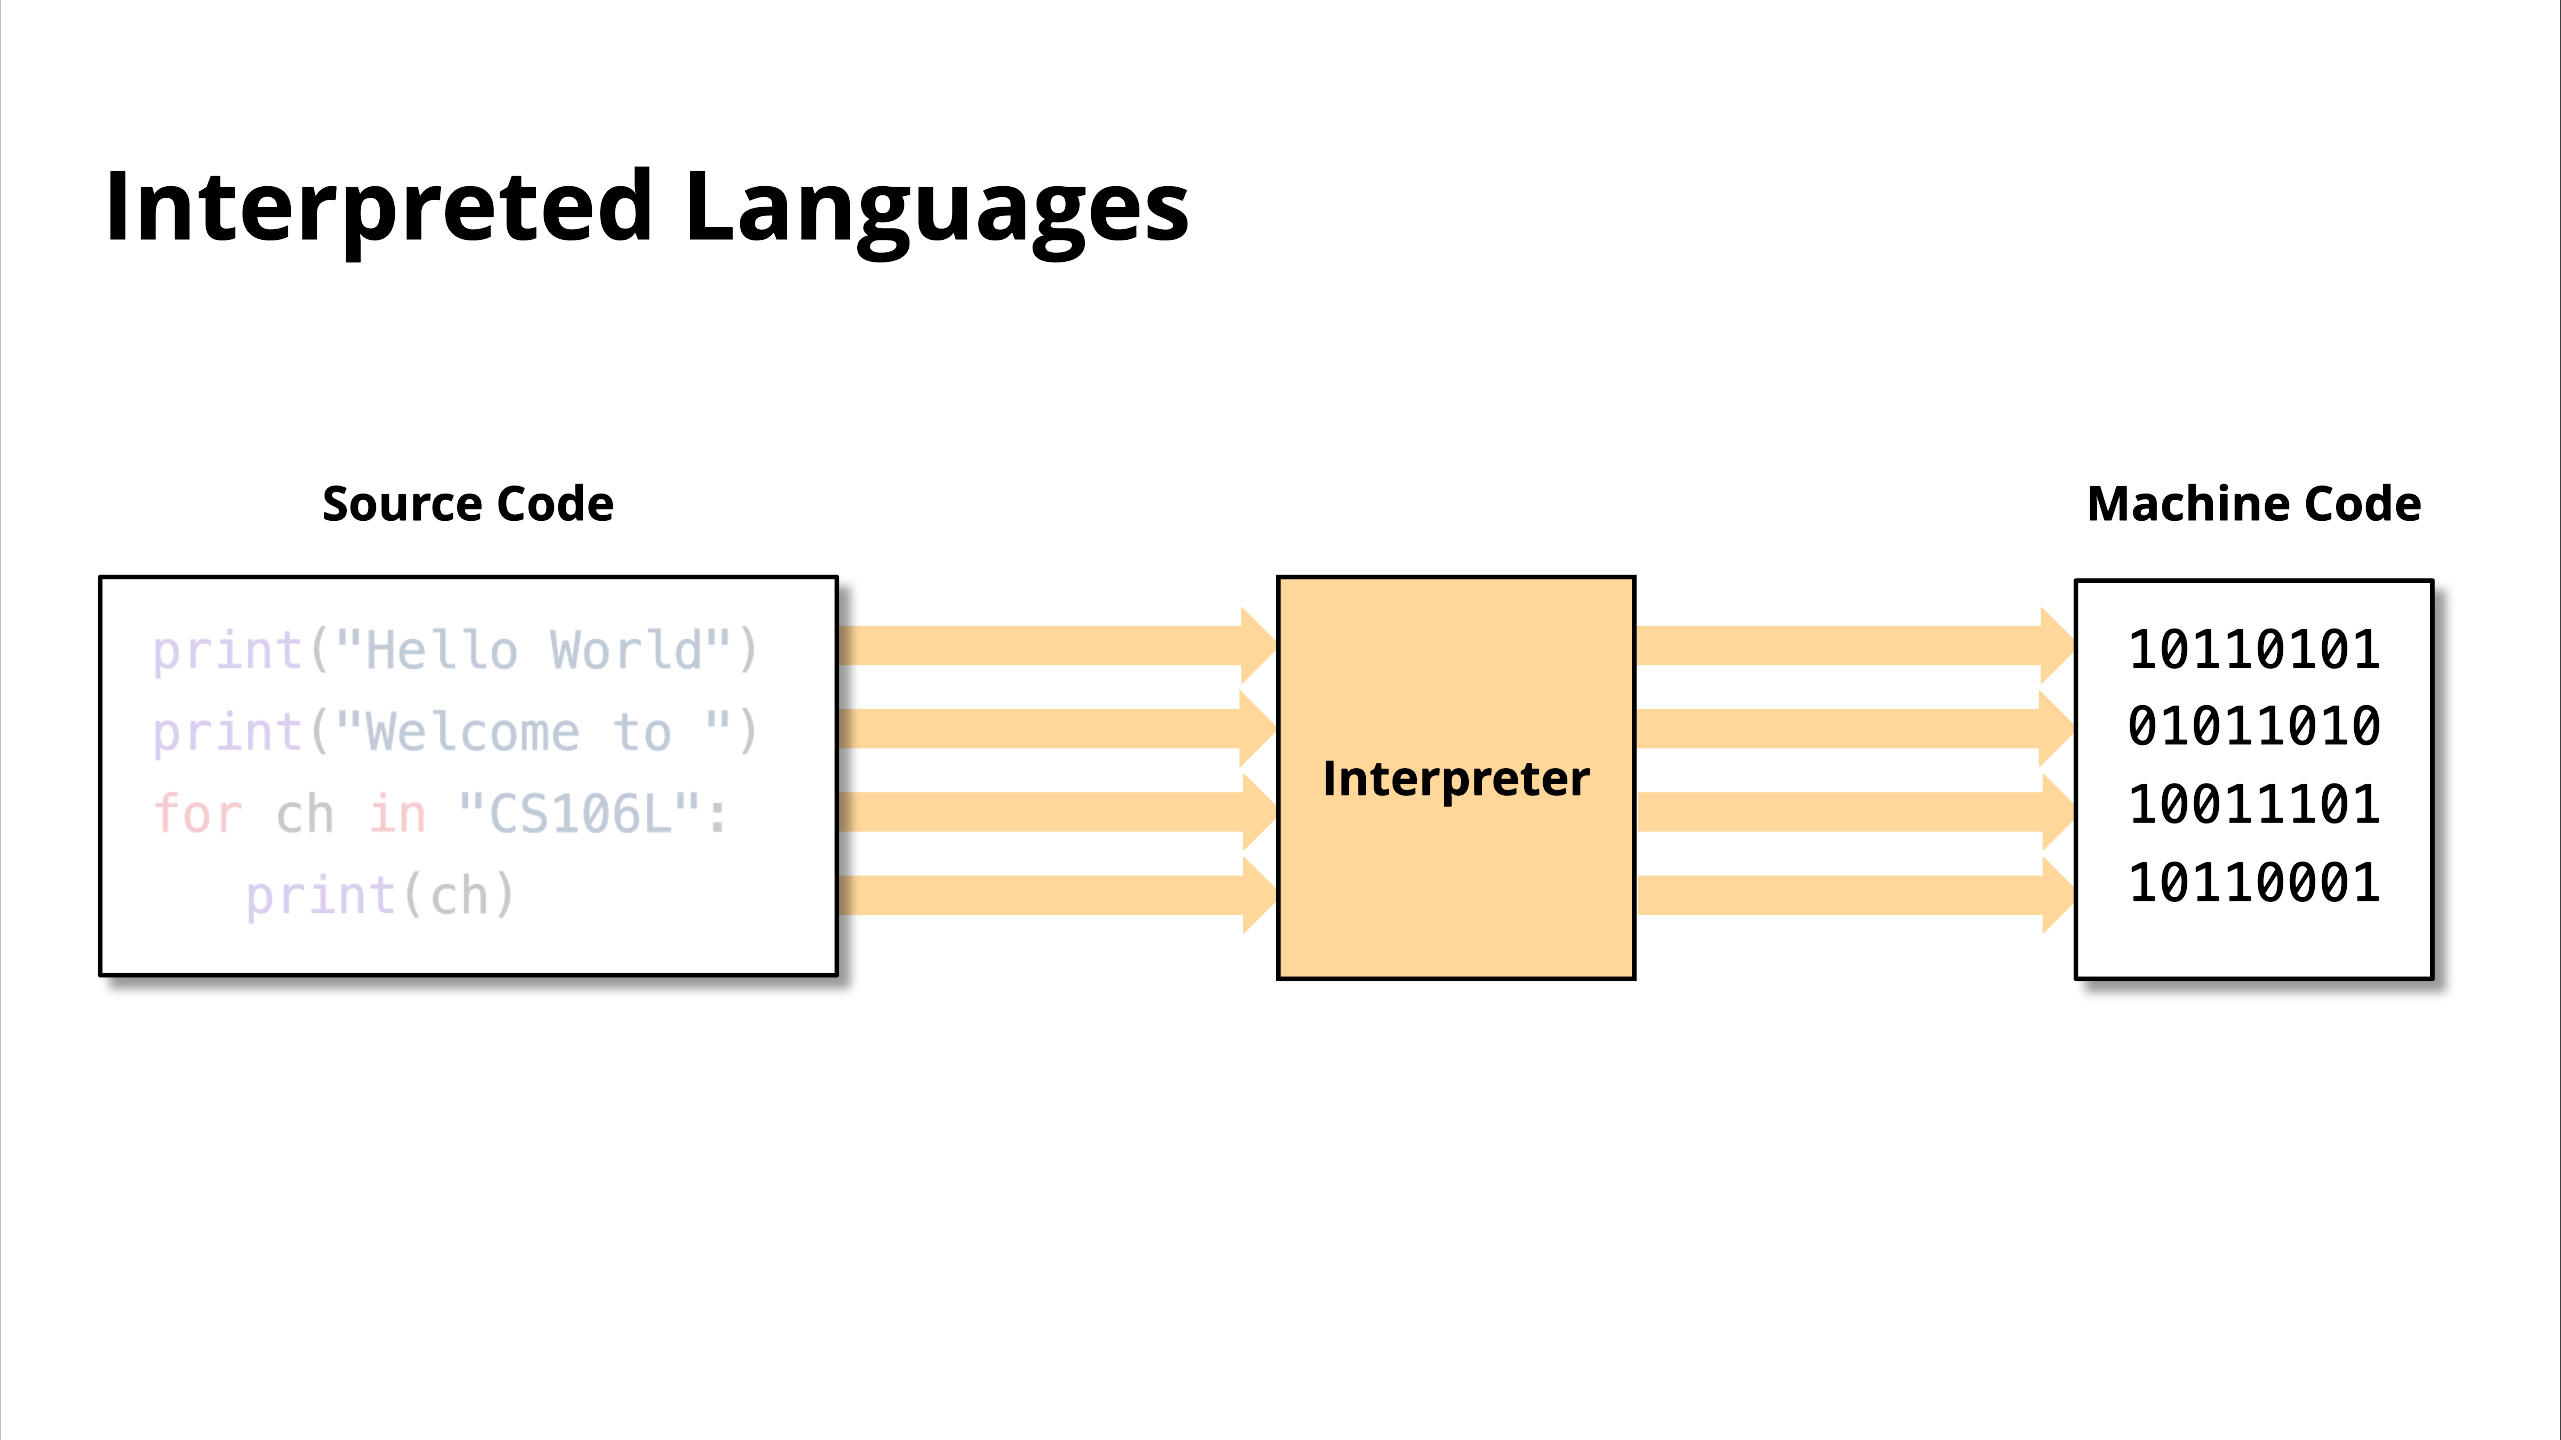 Interpreted Languages
Source Code
Machine Code
print("Hello World")
print("Welcome to ")
for ch in "CS106L":
    print(ch)
Interpreter
10110101
01011010
10011101
10110001